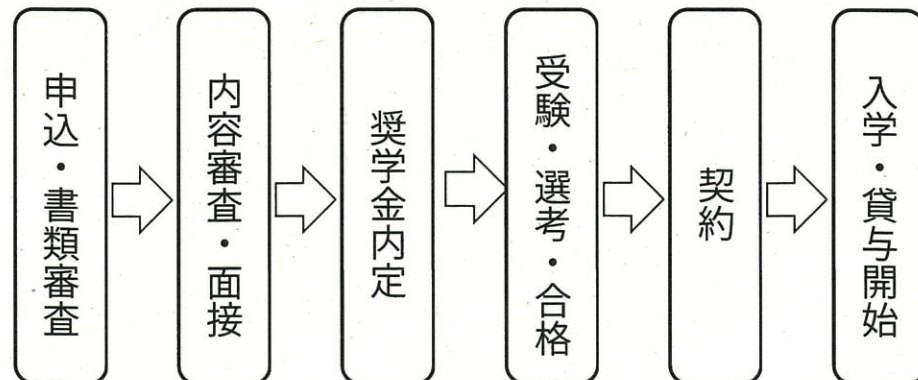 申込・書類審査
内容審査・面接
奨学金内定
受験・選考・合格
契約
入学・貸与開始